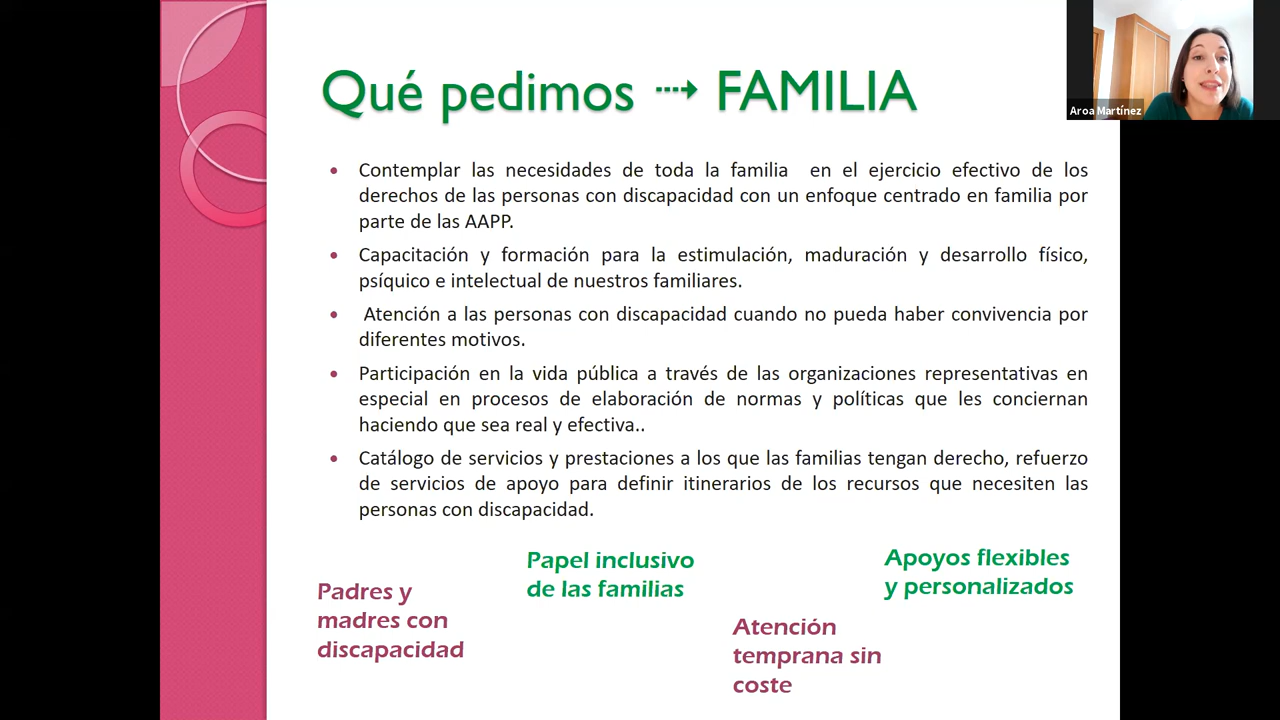 Qué pedimos ⇢ FAMILIA
Aroa Martínez
• Contemplar las necesidades de toda la familia en el ejercicio efectivo de los
derechos de las personas con discapacidad con un enfoque centrado en familia por
parte de las AAPP.
• Capacitación y formación para la estimulación, maduración y desarrollo físico,
psíquico e intelectual de nuestros familiares.
• Atención a las personas con discapacidad cuando no pueda haber convivencia por
diferentes motivos.
• Participación en la vida pública a través de las organizaciones representativas en
especial en procesos de elaboración de normas y políticas que les conciernan
haciendo que sea real y efectiva..
• Catálogo de servicios y prestaciones a los que las familias tengan derecho, refuerzo
de servicios de apoyo para definir itinerarios de los recursos que necesiten las
personas con discapacidad.
Padres y
madres con
discapacidad
Papel inclusivo
de las familias
Atención
temprana sin
coste
Apoyos flexibles
y personalizados